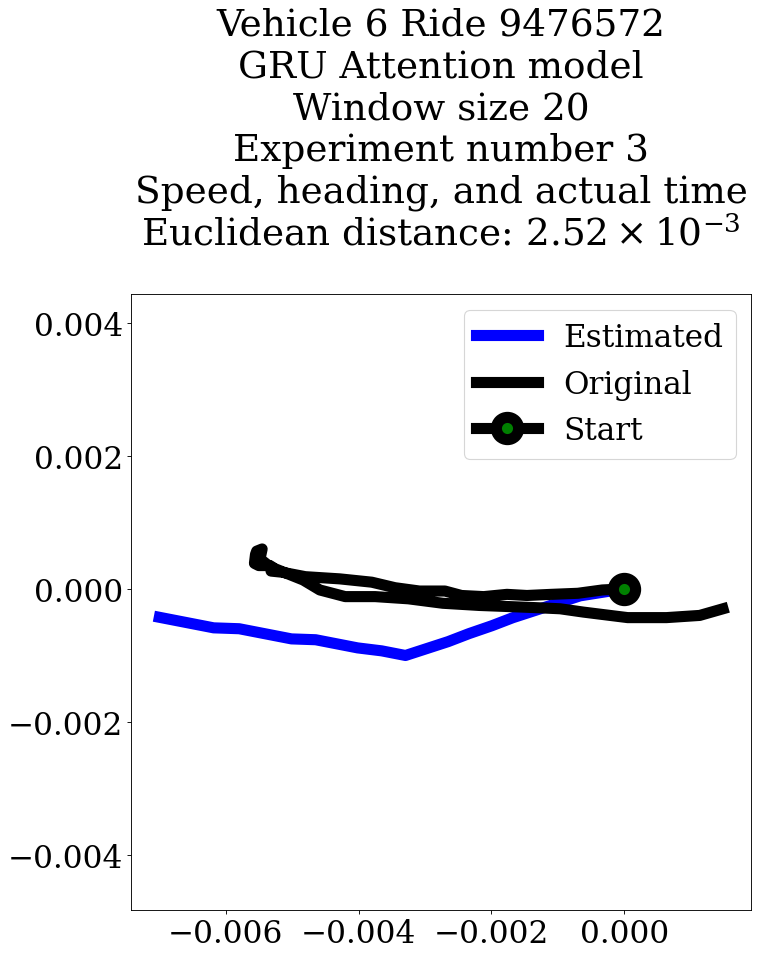 Vehicle 6 Ride 9476572
GRU Attention model
Window size 20
Experiment number 3
Speed, heading, and actual time
Euclidean distance: 2.52 × 10⁻³
Estimated
Original
Start
0.004
0.002
0.000
−0.002
−0.004
−0.006 −0.004 −0.002 0.000